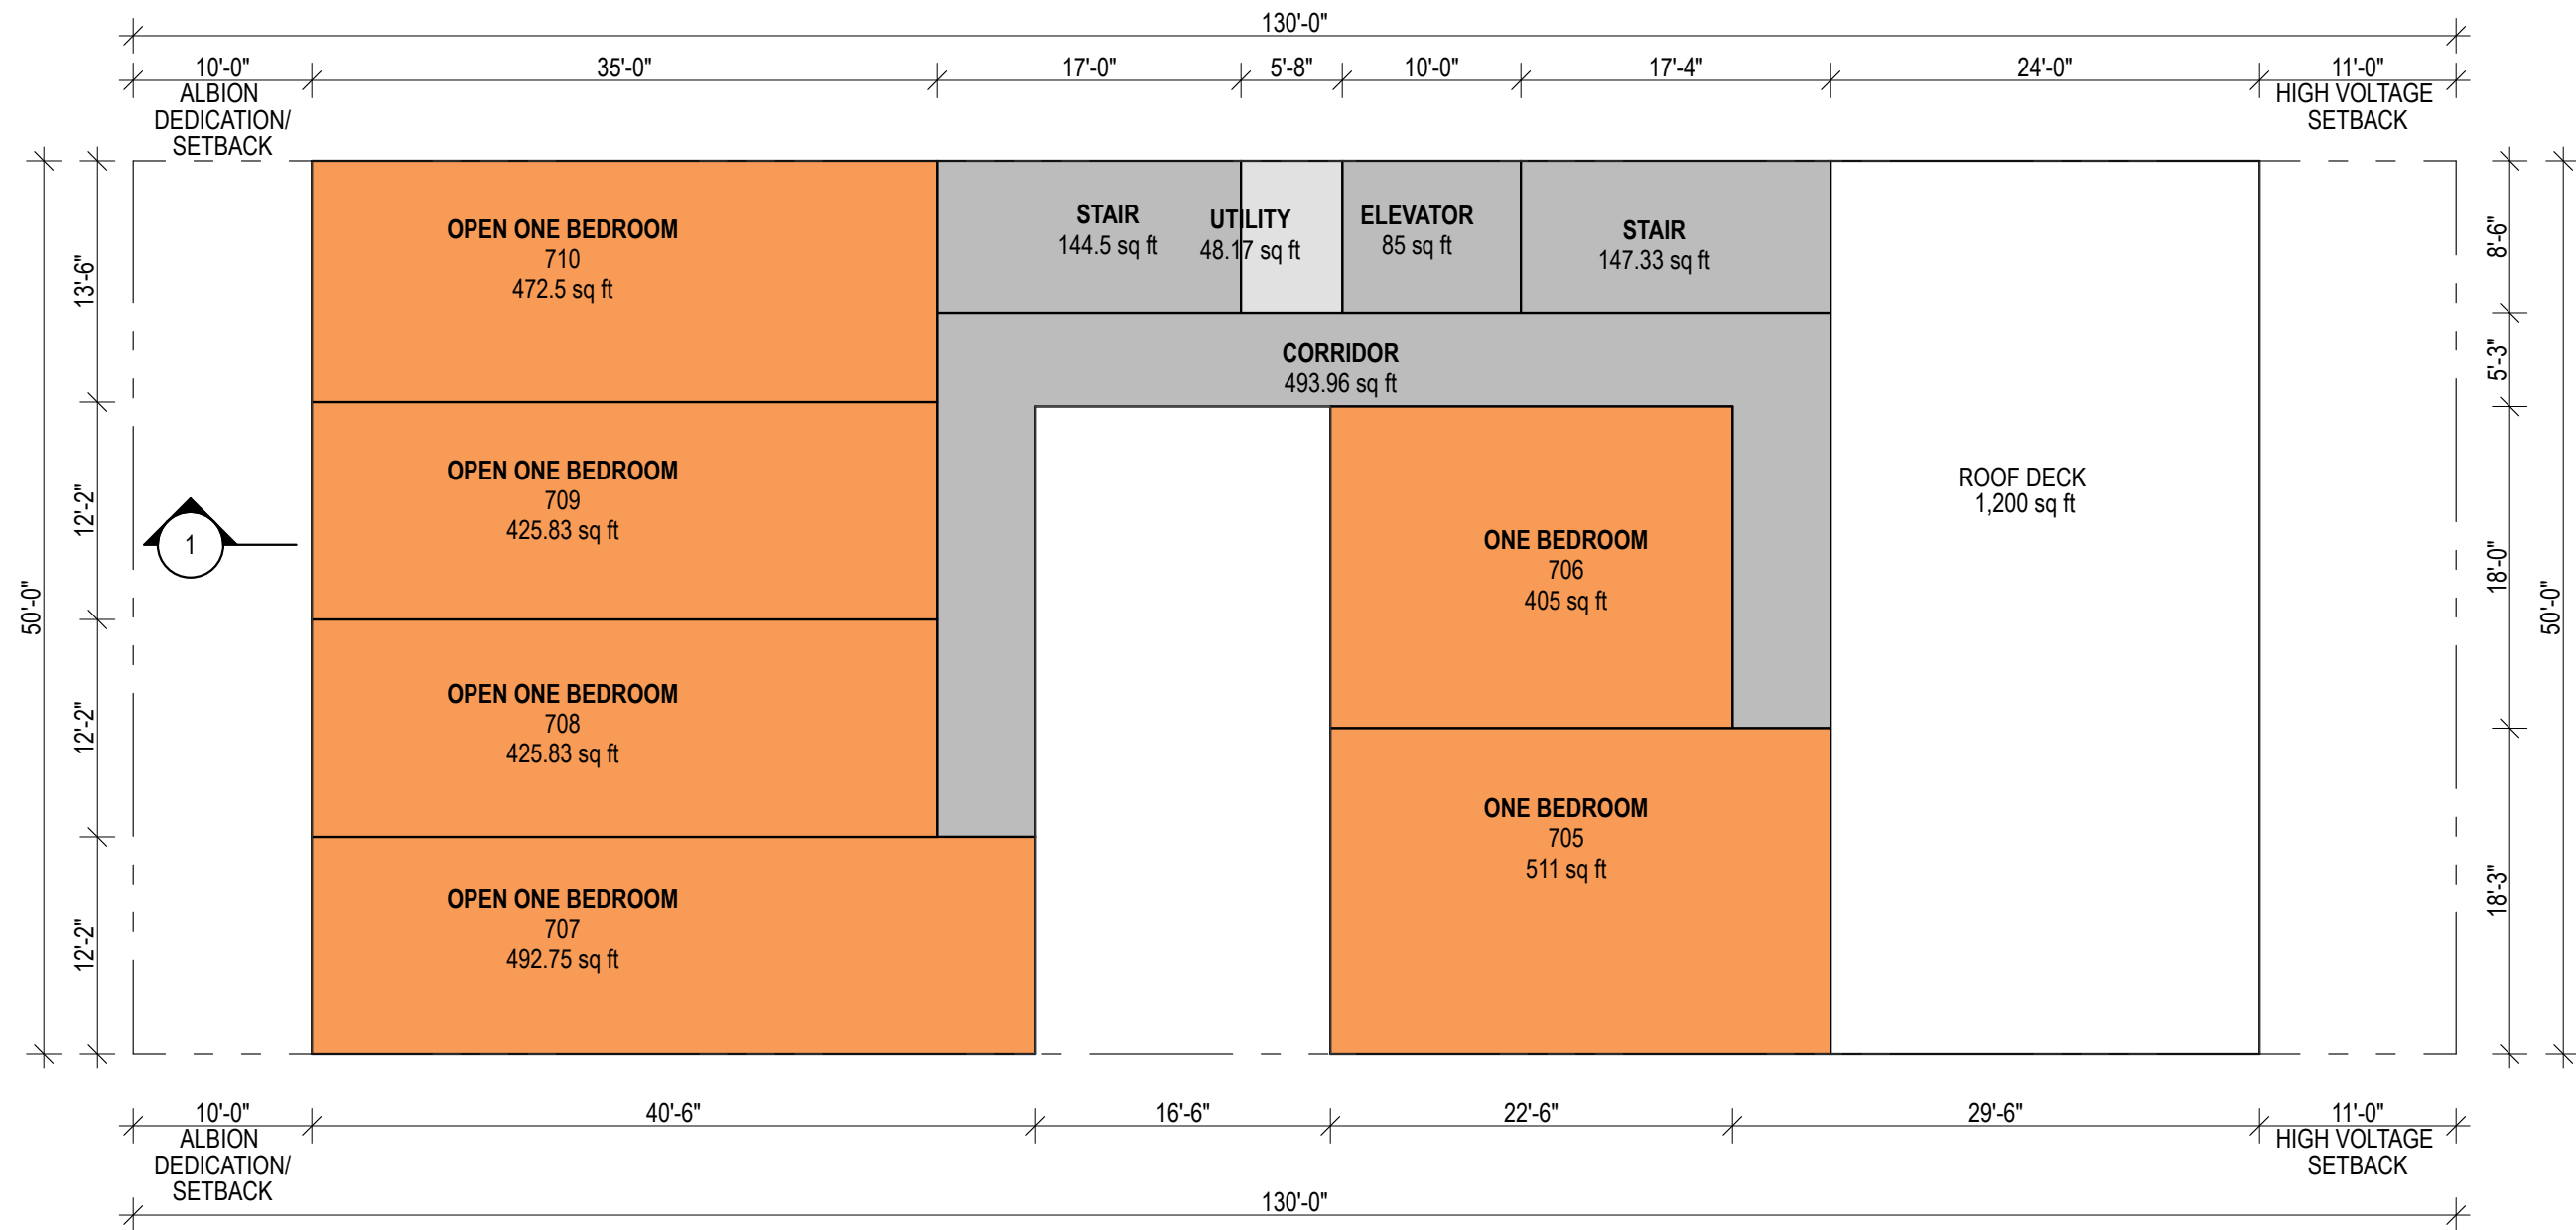 130'-0"
10'-0"
35'-0"
17'-0"
5'-8"
10'-0"
17'-4"
24'-0"
11'-0"
ALBION
DEDICATION/
SETBACK
HIGH VOLTAGE
SETBACK
50'-0"
13'-6"
12'-2"
12'-2"
12'-2"
1
OPEN ONE BEDROOM
710
472.5 sq ft
OPEN ONE BEDROOM
709
425.83 sq ft
OPEN ONE BEDROOM
708
425.83 sq ft
OPEN ONE BEDROOM
707
492.75 sq ft
STAIR
144.5 sq ft
UTILITY
48.17 sq ft
ELEVATOR
85 sq ft
STAIR
147.33 sq ft
CORRIDOR
493.96 sq ft
ONE BEDROOM
706
405 sq ft
ONE BEDROOM
705
511 sq ft
ROOF DECK
1,200 sq ft
8'-6"
5'-3"
18'-0"
18'-3"
50'-0"
10'-0"
40'-6"
16'-6"
22'-6"
29'-6"
11'-0"
ALBION
DEDICATION/
SETBACK
HIGH VOLTAGE
SETBACK
130'-0"